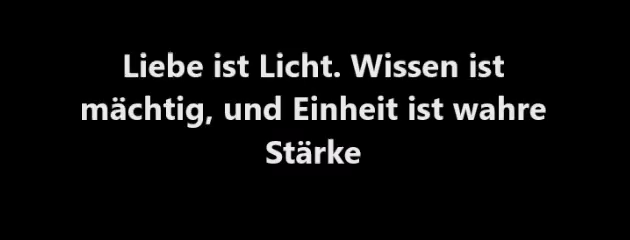 Liebe ist Licht. Wissen ist
mächtig, und Einheit ist wahre
Stärke